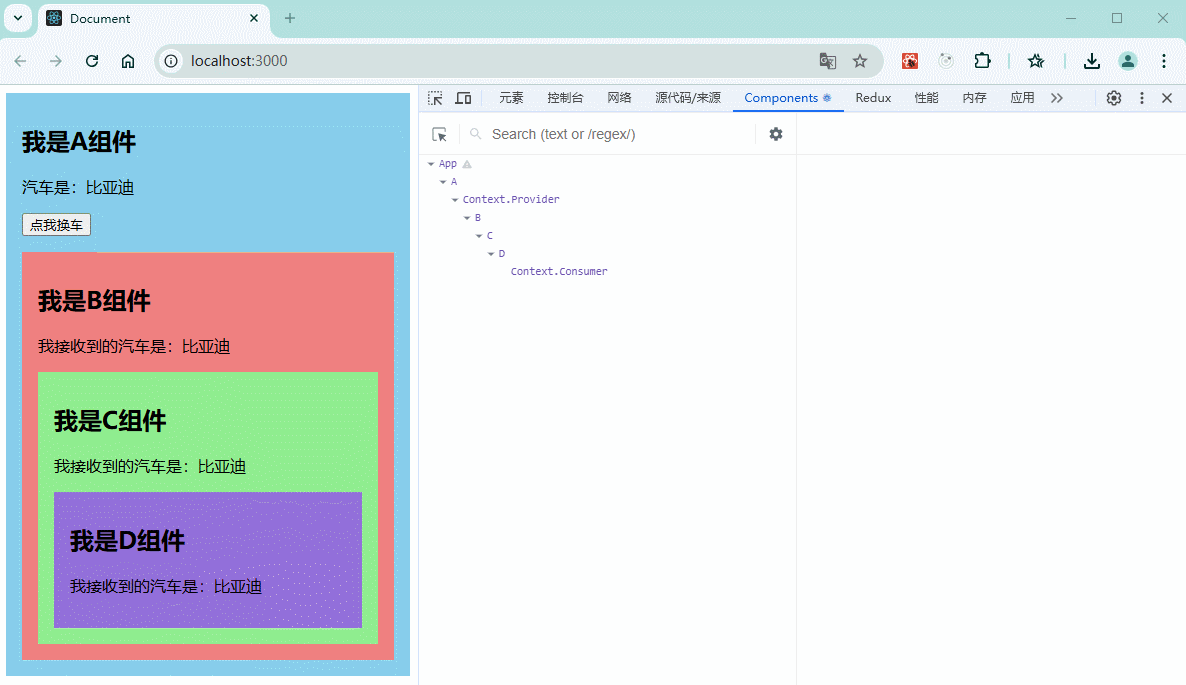 Document
localhost:3000
元素 控制台 网络 源代码/来源 Components Redux 性能 内存 应用
Search (text or /regex/)
我是A组件
汽车是：比亚迪
点我换车
我是B组件
我接收到的汽车是：比亚迪
我是C组件
我接收到的汽车是：比亚迪
我是D组件
我接收到的汽车是：比亚迪
App
A
Context.Provider
B
C
D
Context.Consumer